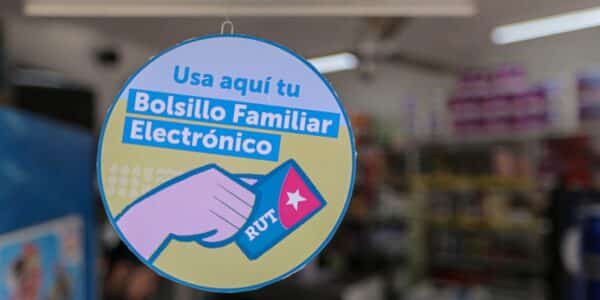 Usa aquí tu
Bolsillo Familiar
Electrónico
RUT